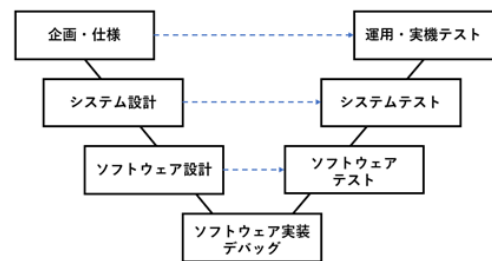 企画・仕様
運用・実機テスト
システム設計
システムテスト
ソフトウェア設計
ソフトウェア
テスト
ソフトウェア実装
デバッグ